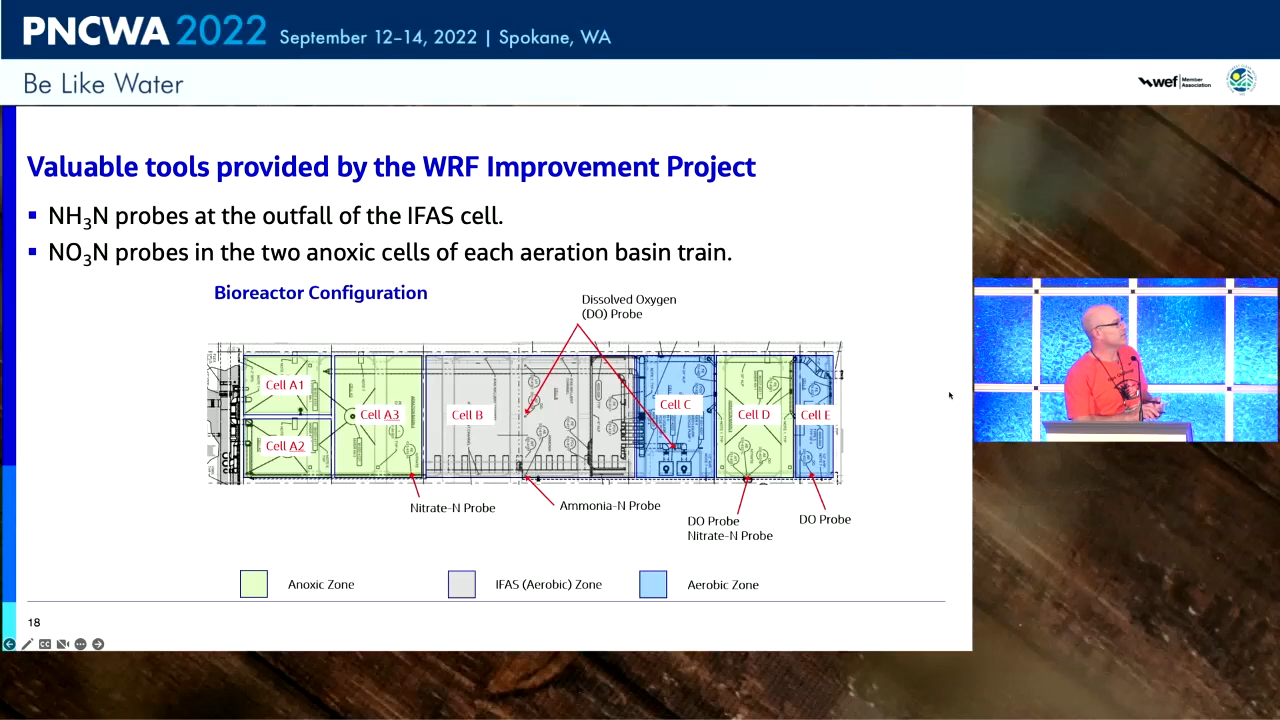 PNCWA 2022 September 12–14, 2022 | Spokane, WA
Be Like Water
wef Member Association
Valuable tools provided by the WRF Improvement Project
▪ NH3N probes at the outfall of the IFAS cell.
▪ NO3N probes in the two anoxic cells of each aeration basin train.
Bioreactor Configuration
Dissolved Oxygen
(DO) Probe
Cell A1
Cell A2
Cell A3
Cell B
Cell C
Cell D
Cell E
Nitrate-N Probe
Ammonia-N Probe
DO Probe
Nitrate-N Probe
DO Probe
Anoxic Zone
IFAS (Aerobic) Zone
Aerobic Zone
18